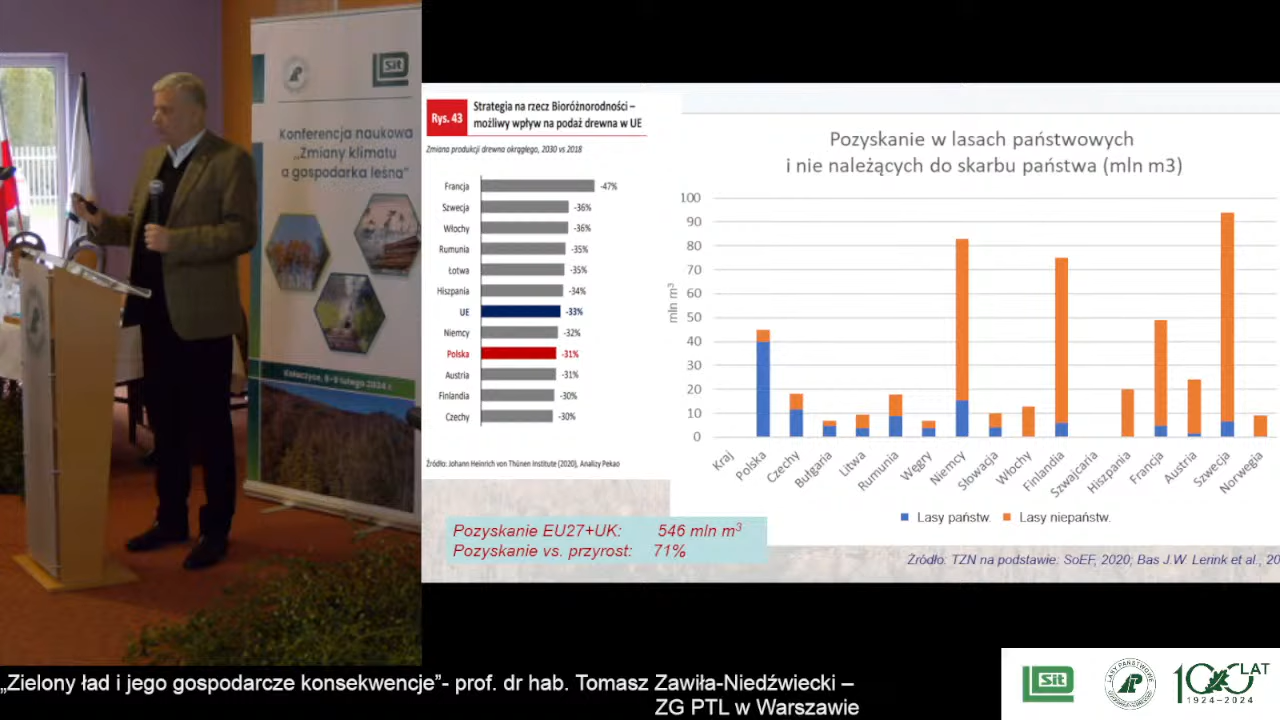 Sit
Konferencja naukowa
„Zmiany klimatu
a gospodarka leśna"
Rys. 43
Strategia na rzecz Bioróżnorodności –
możliwy wpływ na podaż drewna w UE
Zmiana produkcji drewna okrągłego, 2030 vs 2018
Francja -47%
Szwecja -36%
Włochy -36%
Rumunia -35%
Łotwa -35%
Hiszpania -34%
UE -33%
Niemcy -32%
Polska -31%
Austria -31%
Finlandia -30%
Czechy -30%
Źródło: Johann Heinrich von Thünen Institute (2020), Analizy Pekao
Pozyskanie w lasach państwowych
i nie należących do skarbu państwa (mln m3)
100
90
80
70
60
50
40
30
20
10
0
mln m³
Kraj
Polska
Czechy
Bułgaria
Litwa
Rumunia
Węgry
Niemcy
Słowacja
Włochy
Finlandia
Szwajcaria
Hiszpania
Francja
Austria
Szwecja
Norwegia
Lasy państw. Lasy niepaństw.
Pozyskanie EU27+UK: 546 mln m³
Pozyskanie vs. przyrost: 71%
Źródło: TZN na podstawie: SoEF, 2020; Bas J.W. Lerink et al., 20
„Zielony ład i jego gospodarcze konsekwencje”- prof. dr hab. Tomasz Zawiła-Niedźwiecki –
ZG PTL w Warszawie
Sit
LASY PAŃSTWOWE
100 LAT
1924-2024